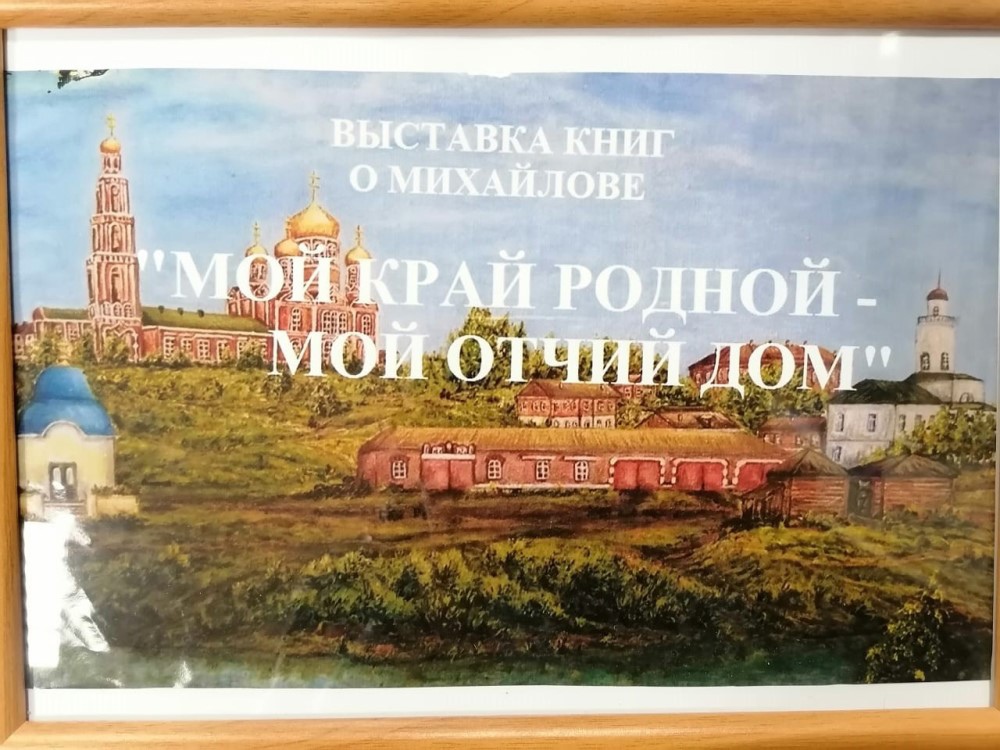 ВЫСТАВКА КНИГ
О МИХАЙЛОВЕ
"МОЙ КРАЙ РОДНОЙ -
МОЙ ОТЧИЙ ДОМ"